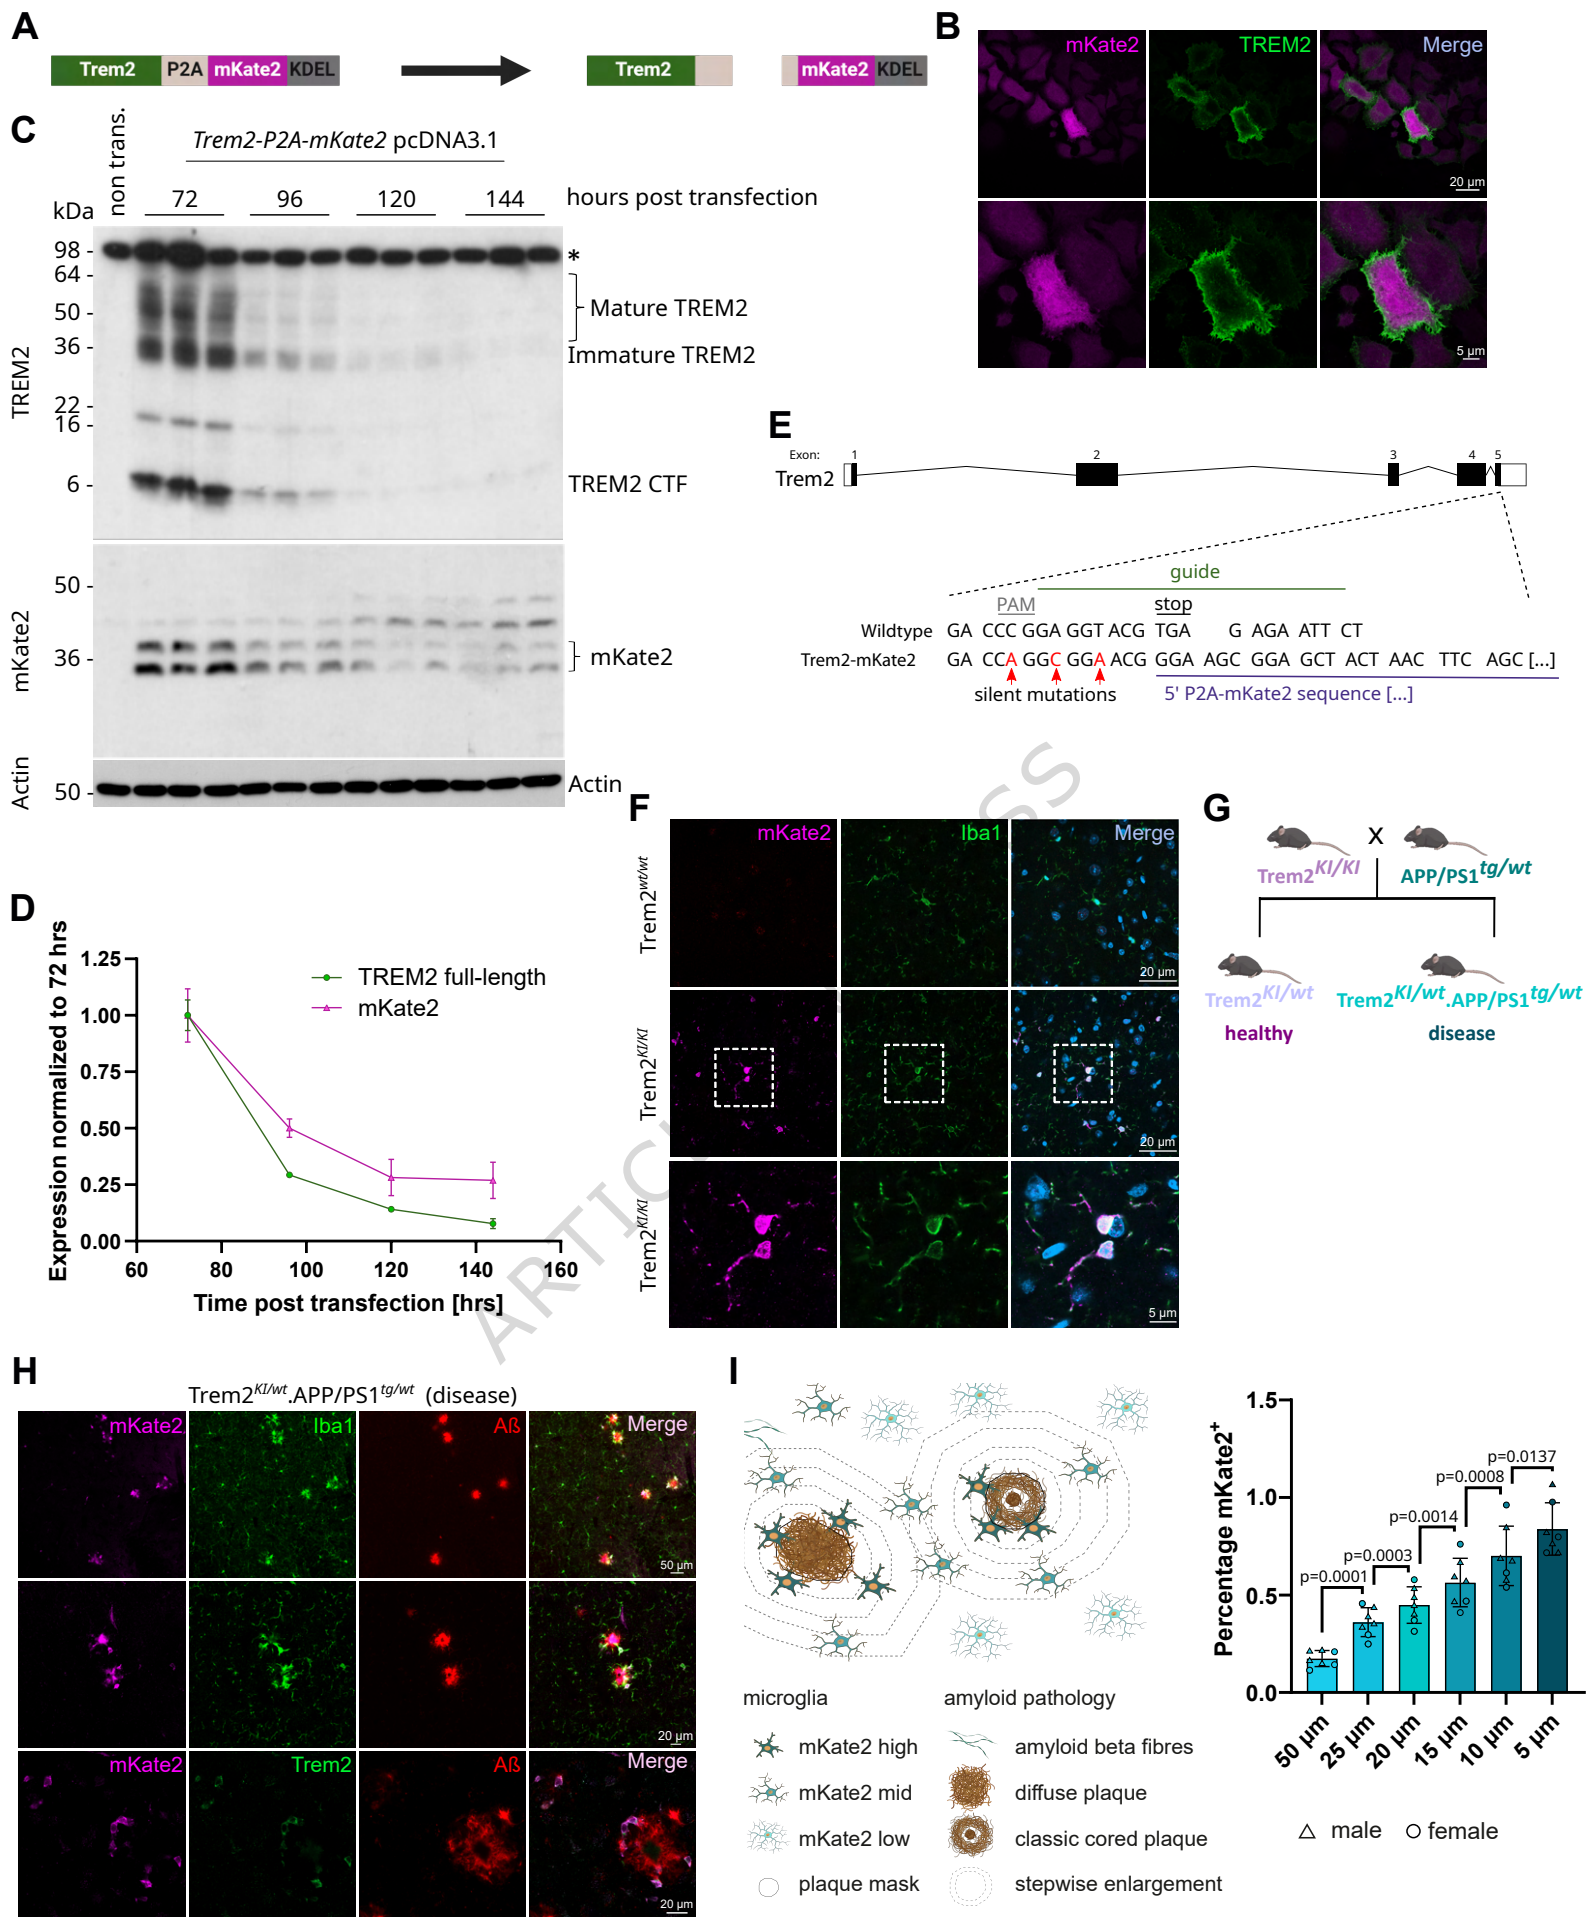 A
Trem2 P2A mKate2 KDEL
Trem2
mKate2 KDEL
B
mKate2 TREM2 Merge
20 µm
5 µm
C
non trans.
Trem2-P2A-mKate2 pcDNA3.1
72 96 120 144 hours post transfection
kDa
TREM2
98 -
64 -
50 -
36 -
22 -
16 -
6 -
*
Mature TREM2
Immature TREM2
TREM2 CTF
mKate2
50 -
36 -
mKate2
Actin
50 -
Actin
D
Expression normalized to 72 hrs
1.25
1.00
0.75
0.50
0.25
0.00
60 80 100 120 140 160
Time post transfection [hrs]
TREM2 full-length
mKate2
E
Exon: 1 2 3 4 5
Trem2
guide
PAM stop
Wildtype GA CCC GGA GGT ACG TGA G AGA ATT CT
Trem2-mKate2 GA CCA GGC GGA ACG GGA AGC GGA GCT ACT AAC TTC AGC [...]
silent mutations
5' P2A-mKate2 sequence [...]
F
mKate2 Iba1 Merge
Trem2wt/wt
20 µm
Trem2KI/KI
20 µm
Trem2KI/KI
5 µm
G
X
Trem2KI/KI APP/PS1tg/wt
Trem2KI/wt Trem2KI/wt.APP/PS1tg/wt
healthy disease
H
Trem2KI/wt.APP/PS1tg/wt (disease)
mKate2 Iba1 Aß Merge
50 µm
20 µm
mKate2 Trem2 Aß Merge
20 µm
I
microglia
mKate2 high
mKate2 mid
mKate2 low
plaque mask
amyloid pathology
amyloid beta fibres
diffuse plaque
classic cored plaque
stepwise enlargement
Percentage mKate2+
1.5
1.0
0.5
0.0
p=0.0001
p=0.0003
p=0.0014
p=0.0008
p=0.0137
50 µm 25 µm 20 µm 15 µm 10 µm 5 µm
male female